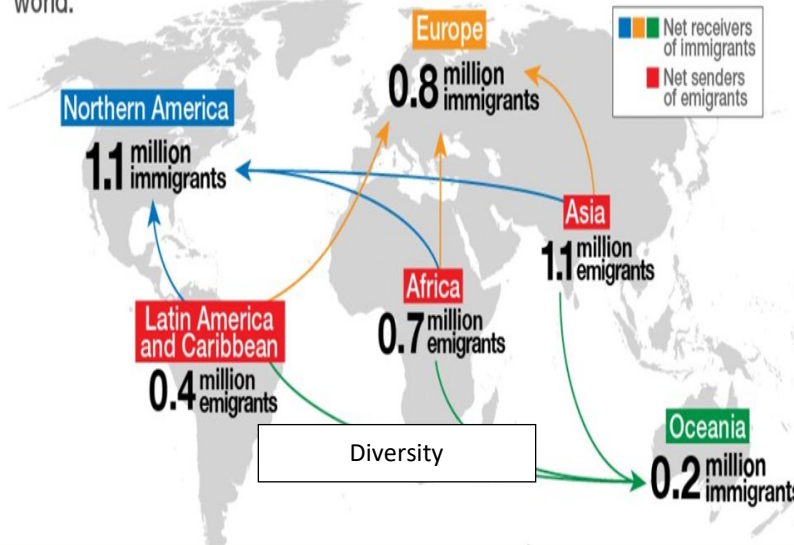 world.
Europe
0.8 million
immigrants
Net receivers
of immigrants
Net senders
of emigrants
Northern America
1.1 million
immigrants
Asia
1.1 million
emigrants
Africa
0.7 million
emigrants
Latin America
and Caribbean
0.4 million
emigrants
Diversity
Oceania
0.2 million
immigrants